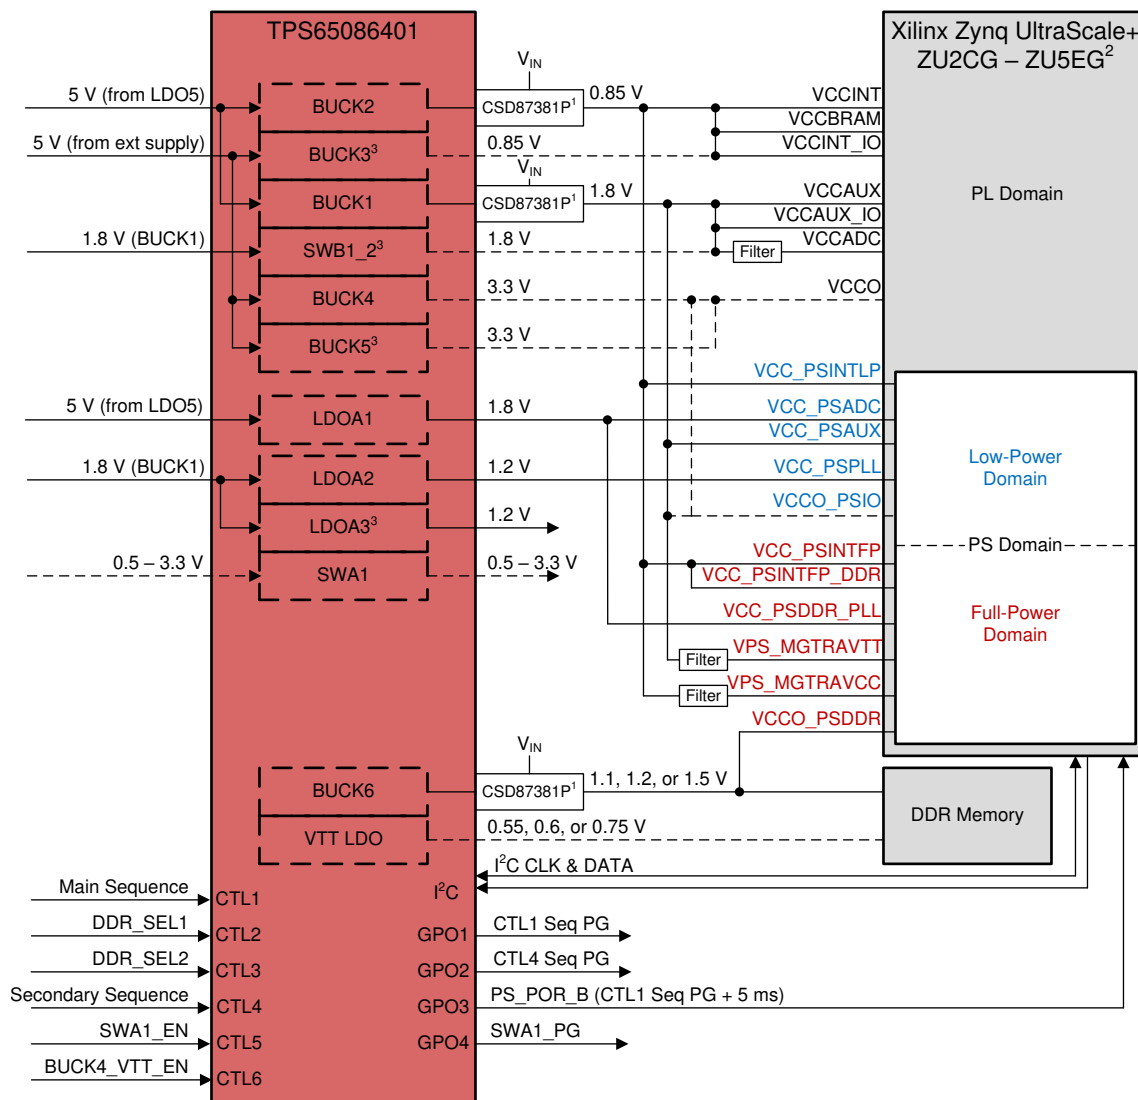 TPS65086401
Xilinx Zynq UltraScale+
ZU2CG – ZU5EG²
5 V (from LDO5)
BUCK2
V_IN
CSD87381P¹
0.85 V
VCCINT
VCCBRAM
5 V (from ext supply)
BUCK3³
0.85 V
VCCINT_IO
V_IN
BUCK1
CSD87381P¹
1.8 V
VCCAUX
PL Domain
VCCAUX_IO
1.8 V (BUCK1)
SWB1_2³
1.8 V
Filter
VCCADC
BUCK4
3.3 V
VCCO
BUCK5³
3.3 V
VCC_PSINTLP
5 V (from LDO5)
LDOA1
1.8 V
VCC_PSADC
VCC_PSAUX
1.8 V (BUCK1)
LDOA2
1.2 V
VCC_PSPLL
Low-Power
Domain
LDOA3³
1.2 V
VCCO_PSIO
0.5 – 3.3 V
SWA1
0.5 – 3.3 V
VCC_PSINTFP
PS Domain
VCC_PSINTFP_DDR
VCC_PSDDR_PLL
Full-Power
Domain
Filter
VPS_MGTRAVTT
Filter
VPS_MGTRAVCC
VCCO_PSDDR
V_IN
BUCK6
CSD87381P¹
1.1, 1.2, or 1.5 V
DDR Memory
VTT LDO
0.55, 0.6, or 0.75 V
I²C CLK & DATA
I²C
Main Sequence
CTL1
DDR_SEL1
CTL2
GPO1
CTL1 Seq PG
DDR_SEL2
CTL3
GPO2
CTL4 Seq PG
Secondary Sequence
CTL4
GPO3
PS_POR_B (CTL1 Seq PG + 5 ms)
SWA1_EN
CTL5
GPO4
SWA1_PG
BUCK4_VTT_EN
CTL6